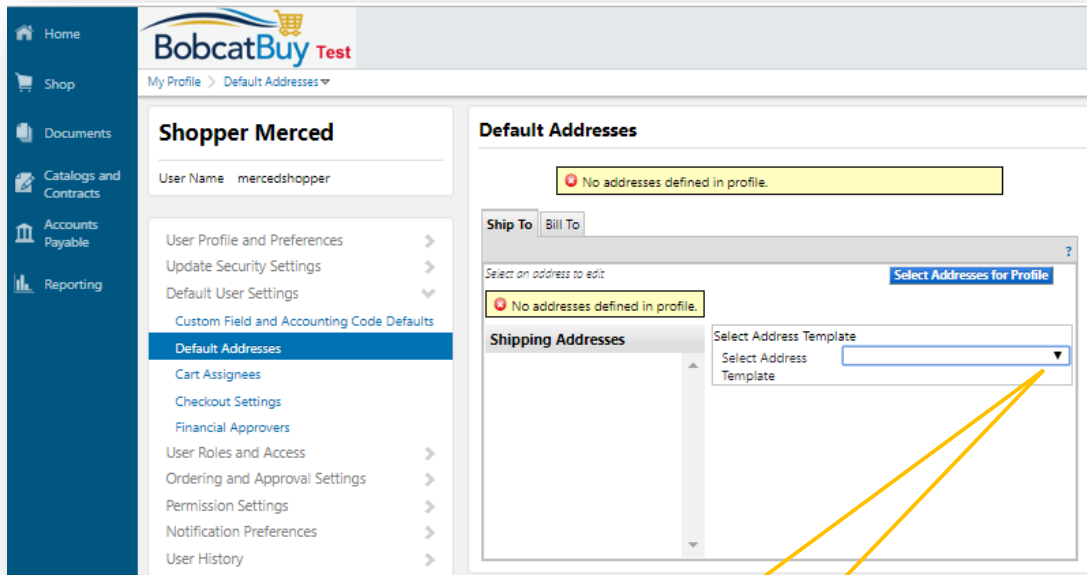 Home
Shop
Documents
Catalogs and
Contracts
Accounts
Payable
Reporting
BobcatBuy Test
My Profile > Default Addresses
Shopper Merced
User Name mercedshopper
User Profile and Preferences
Update Security Settings
Default User Settings
Custom Field and Accounting Code Defaults
Default Addresses
Cart Assignees
Checkout Settings
Financial Approvers
User Roles and Access
Ordering and Approval Settings
Permission Settings
Notification Preferences
User History
Default Addresses
No addresses defined in profile.
Ship To Bill To
?
Select an address to edit Select Addresses for Profile
No addresses defined in profile.
Shipping Addresses
Select Address Template
Select Address
Template